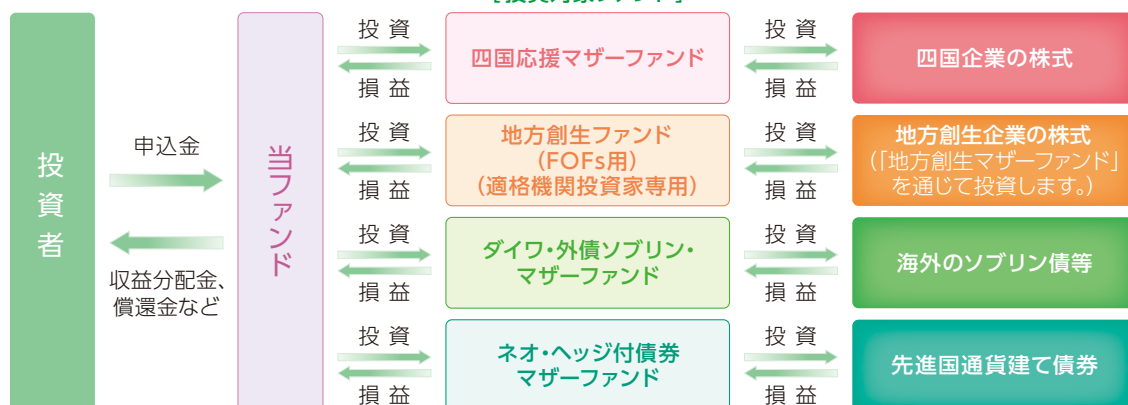 [投資対象ファンド]
投資
損益
四国応援マザーファンド
投資
損益
四国企業の株式
投資者
申込金
収益分配金、
償還金など
当ファンド
投資
損益
地方創生ファンド
(FOFs用)
(適格機関投資家専用)
投資
損益
地方創生企業の株式
(「地方創生マザーファンド」
を通じて投資します。)
投資
損益
ダイワ・外債ソブリン・
マザーファンド
投資
損益
海外のソブリン債等
投資
損益
ネオ・ヘッジ付債券
マザーファンド
投資
損益
先進国通貨建て債券